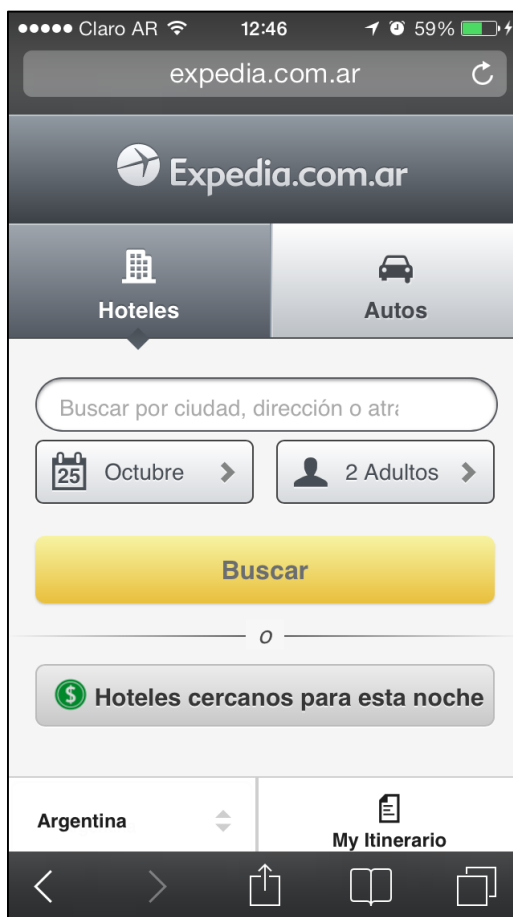 Claro AR 12:46 59%
expedia.com.ar
Expedia.com.ar
Hoteles Autos
Buscar por ciudad, dirección o atra
25 Octubre 2 Adultos
Buscar
o
$ Hoteles cercanos para esta noche
Argentina My Itinerario